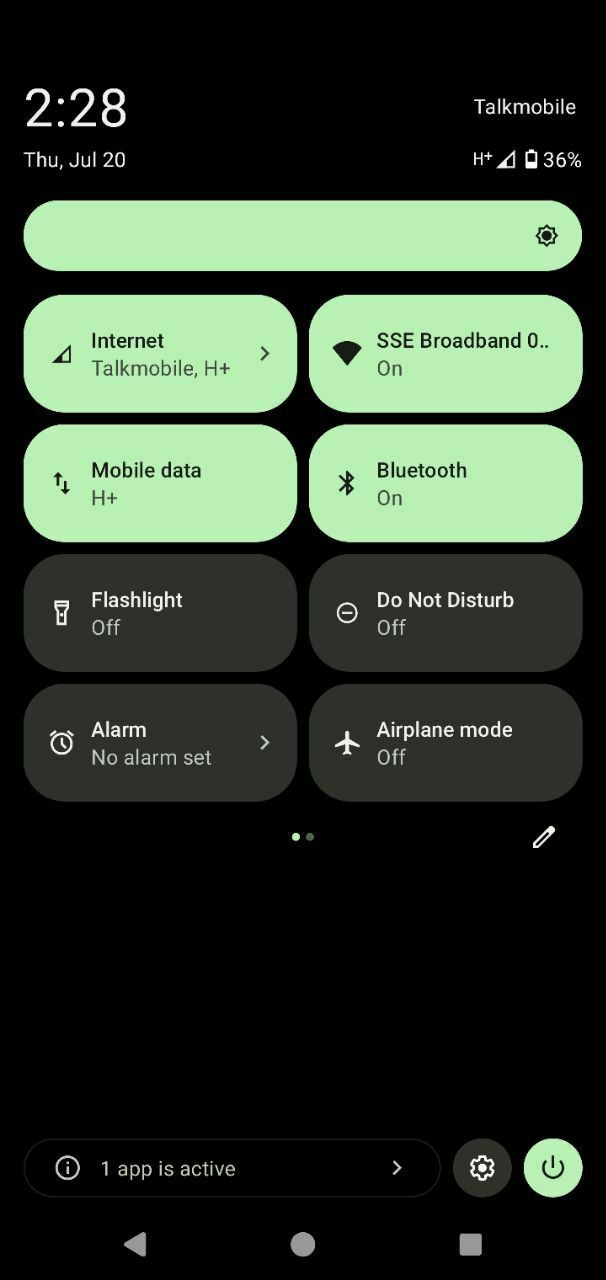 2:28
Talkmobile
Thu, Jul 20
H+ 36%
Internet
Talkmobile, H+
SSE Broadband 0..
On
Mobile data
H+
Bluetooth
On
Flashlight
Off
Do Not Disturb
Off
Alarm
No alarm set
Airplane mode
Off
1 app is active